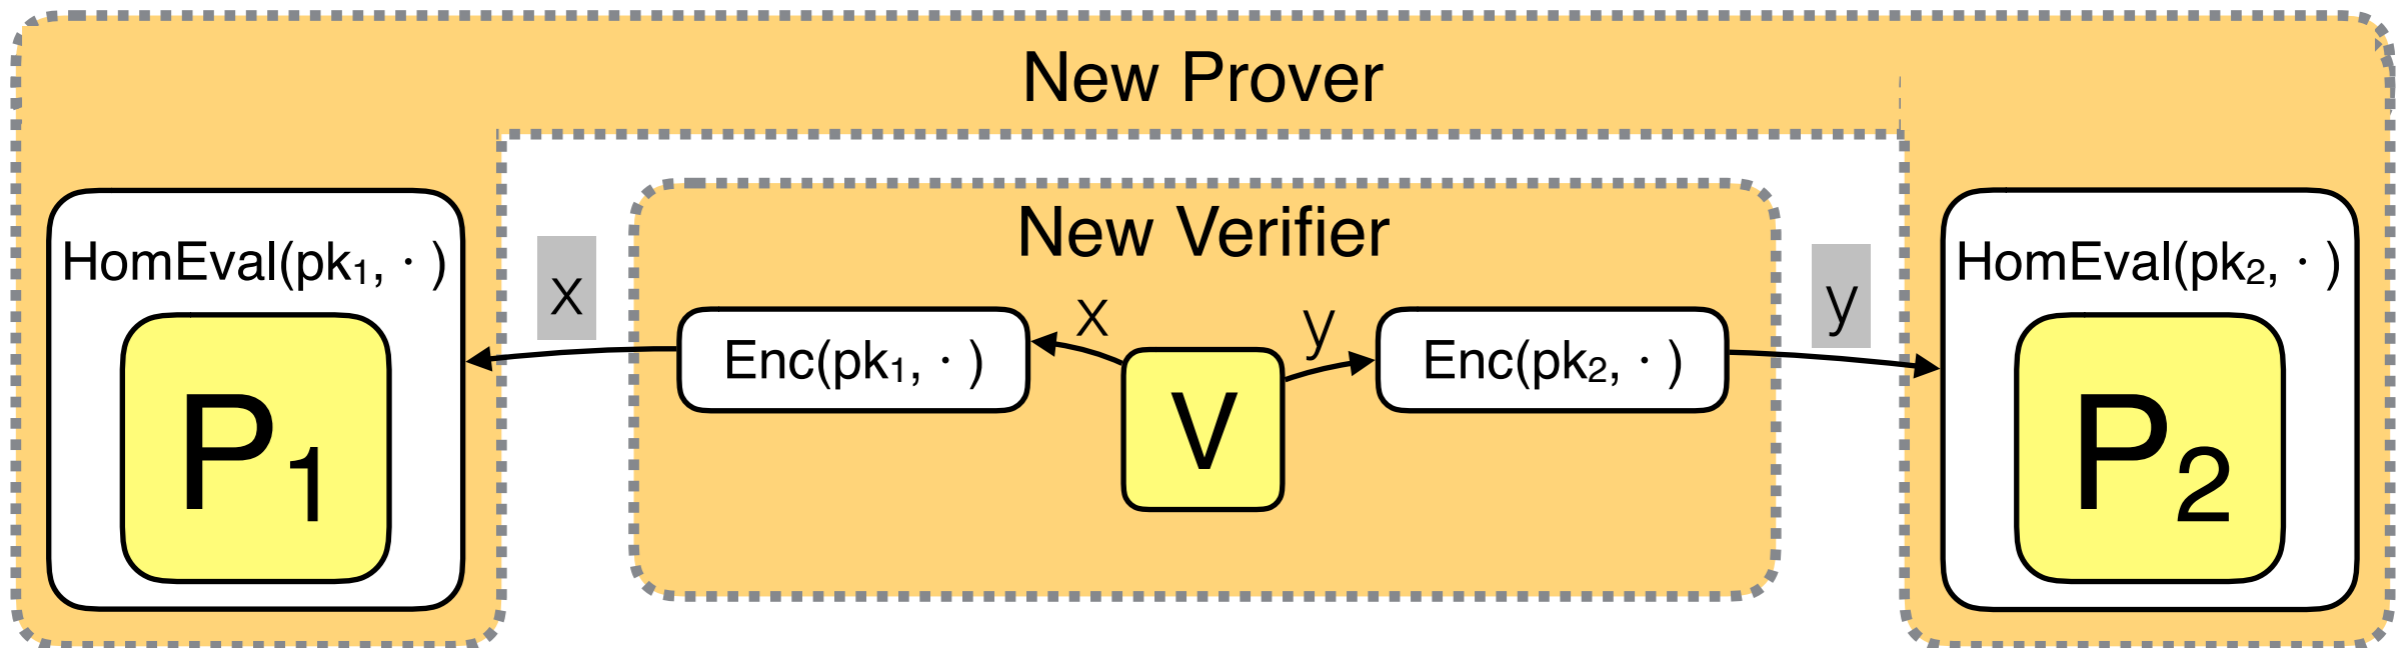 New Prover
New Verifier
HomEval(pk₁, · )
x
x
y
y
HomEval(pk₂, · )
Enc(pk₁, · )
Enc(pk₂, · )
P₁
V
P₂